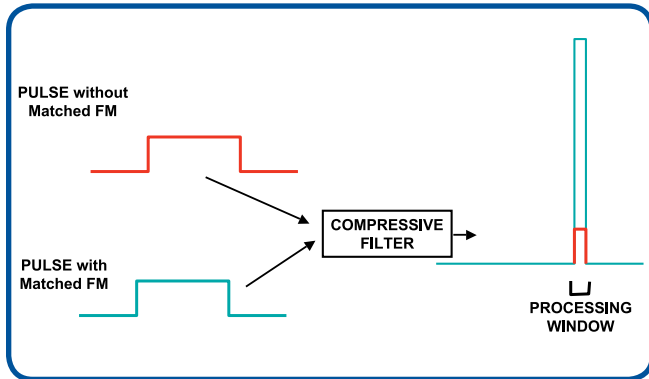 PULSE without
Matched FM
COMPRESSIVE
FILTER
PULSE with
Matched FM
PROCESSING
WINDOW